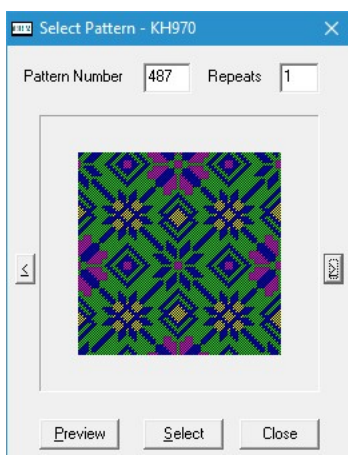 Select Pattern - KH970
Pattern Number 487 Repeats 1
< >
Preview Select Close